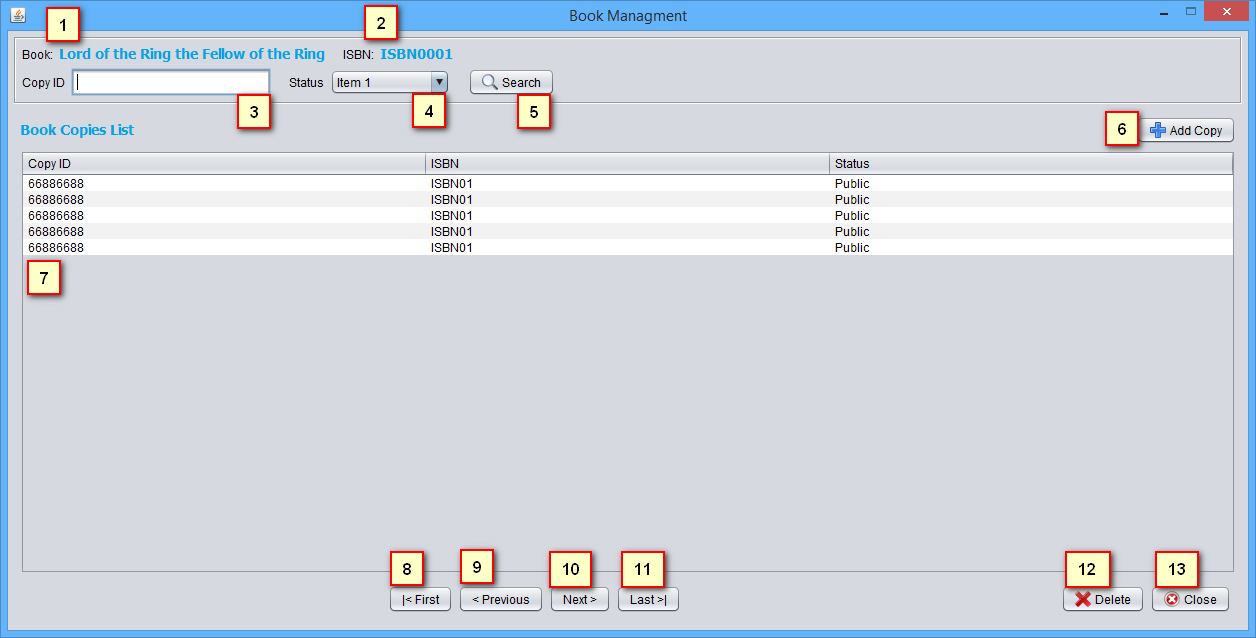 Book Managment
1
2
Book: Lord of the Ring the Fellow of the Ring ISBN: ISBN0001
Copy ID Status Item 1 Search
3
4
5
Book Copies List
6
Add Copy
Copy ID ISBN Status
66886688 ISBN01 Public
66886688 ISBN01 Public
66886688 ISBN01 Public
66886688 ISBN01 Public
66886688 ISBN01 Public
7
8
9
10
11
12
13
|< First < Previous Next > Last >| Delete Close